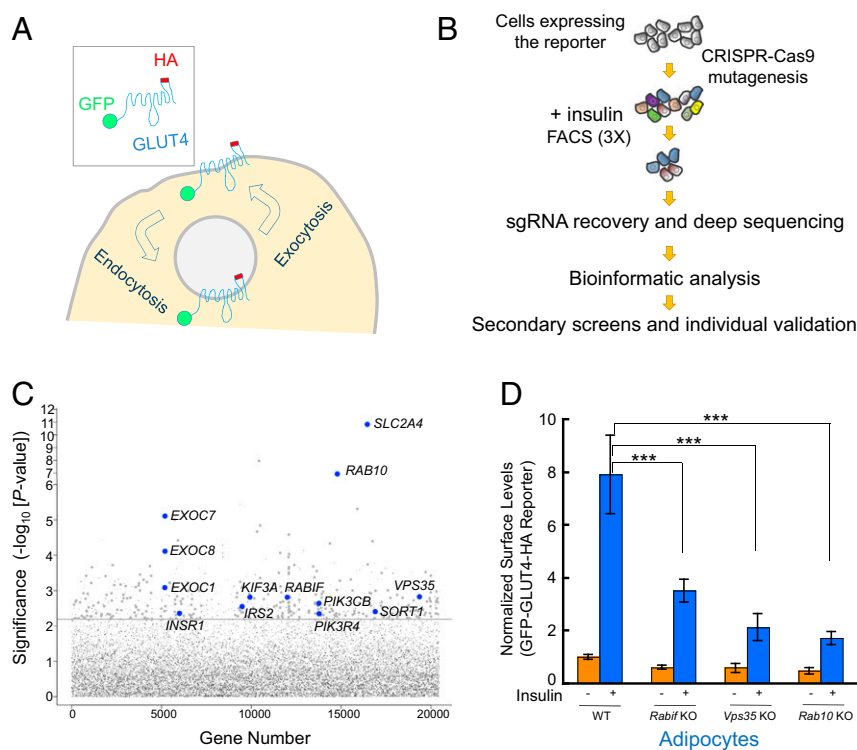 A
HA
GFP
GLUT4
Endocytosis
Exocytosis
B
Cells expressing
the reporter
CRISPR-Cas9
mutagenesis
+ insulin
FACS (3X)
sgRNA recovery and deep sequencing
Bioinformatic analysis
Secondary screens and individual validation
C
Significance (-log10 [P-value])
12
11
10
9
8
7
6
5
4
3
2
1
0
SLC2A4
RAB10
EXOC7
EXOC8
EXOC1
KIF3A
RABIF
VPS35
INSR1
IRS2
PIK3CB
PIK3R4
SORT1
0
5000
10000
15000
20000
Gene Number
D
Normalized Surface Levels
(GFP-GLUT4-HA Reporter)
10
8
6
4
2
0
***
***
***
Insulin
- + - + - + - +
WT
Rabif KO
Vps35 KO
Rab10 KO
Adipocytes